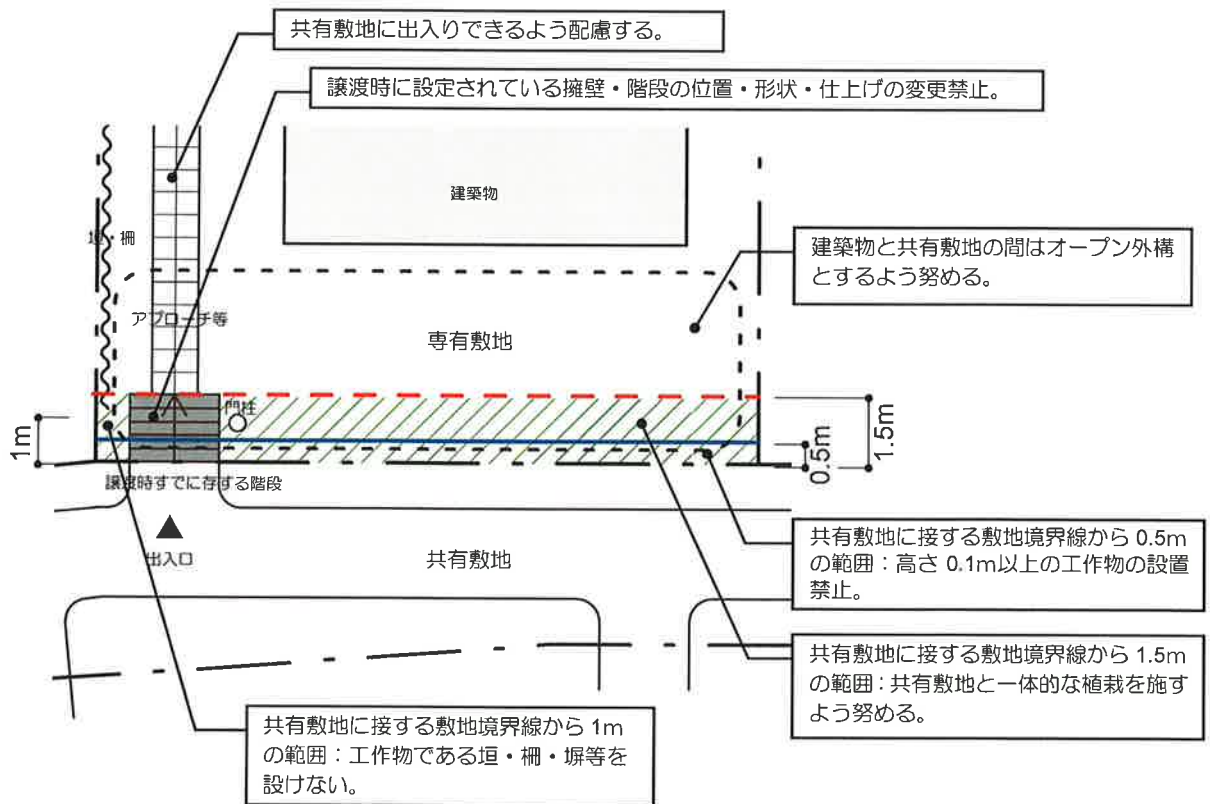 共有敷地に出入りできるよう配慮する。
譲渡時に設定されている擁壁・階段の位置・形状・仕上げの変更禁止。
建築物
垣・柵
建築物と共有敷地の間はオープン外構
とするよう努める。
アプローチ等
専有敷地
門柱
1m
0.5m
1.5m
譲渡時すでに存する階段
出入口
共有敷地
共有敷地に接する敷地境界線から 0.5m
の範囲：高さ 0.1m以上の工作物の設置
禁止。
共有敷地に接する敷地境界線から 1.5m
の範囲：共有敷地と一体的な植栽を施す
よう努める。
共有敷地に接する敷地境界線から 1m
の範囲：工作物である垣・柵・塀等を
設けない。